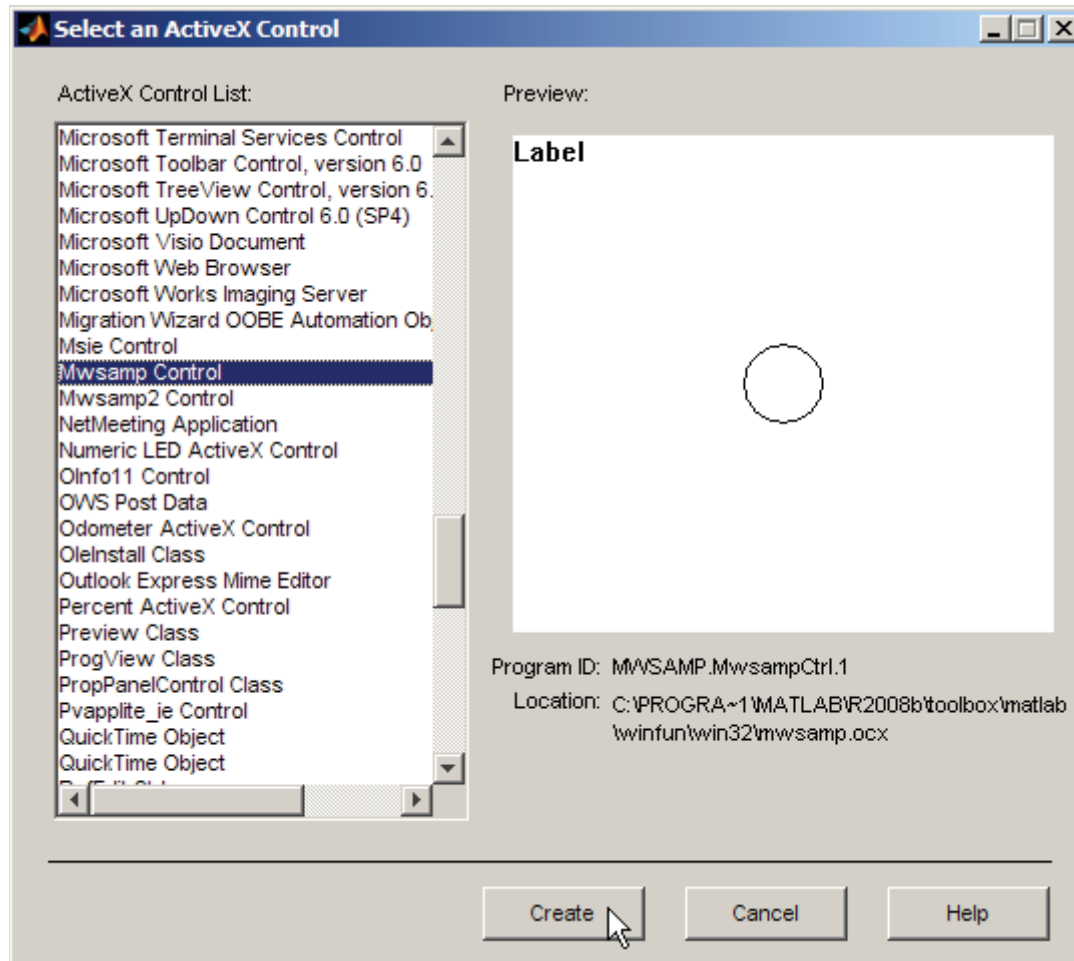 Select an ActiveX Control
ActiveX Control List:
Microsoft Terminal Services Control
Microsoft Toolbar Control, version 6.0
Microsoft TreeView Control, version 6.
Microsoft UpDown Control 6.0 (SP4)
Microsoft Visio Document
Microsoft Web Browser
Microsoft Works Imaging Server
Migration Wizard OOBE Automation Obj
Msie Control
Mwsamp Control
Mwsamp2 Control
NetMeeting Application
Numeric LED ActiveX Control
OInfo11 Control
OWS Post Data
Odometer ActiveX Control
OleInstall Class
Outlook Express Mime Editor
Percent ActiveX Control
Preview Class
ProgView Class
PropPanelControl Class
Pvapplite_ie Control
QuickTime Object
QuickTime Object
Preview:
Label
Program ID: MWSAMP.MwsampCtrl.1
Location: C:\PROGRA~1\MATLAB\R2008b\toolbox\matlab
\winfun\win32\mwsamp.ocx
Create
Cancel
Help